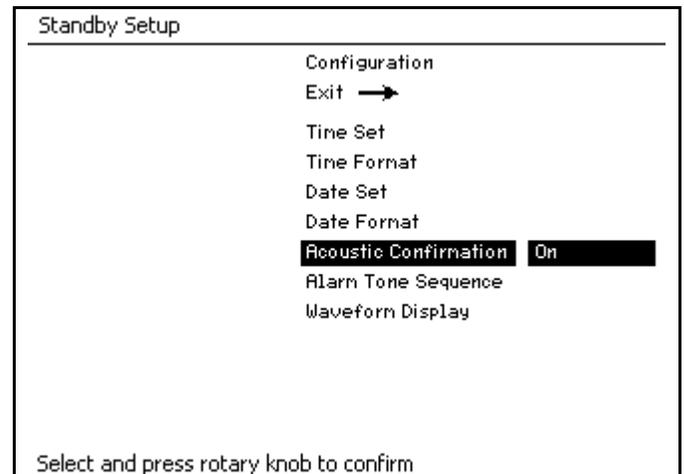 Standby Setup
Configuration
Exit
Time Set
Time Format
Date Set
Date Format
Acoustic Confirmation On
Alarm Tone Sequence
Waveform Display
Select and press rotary knob to confirm